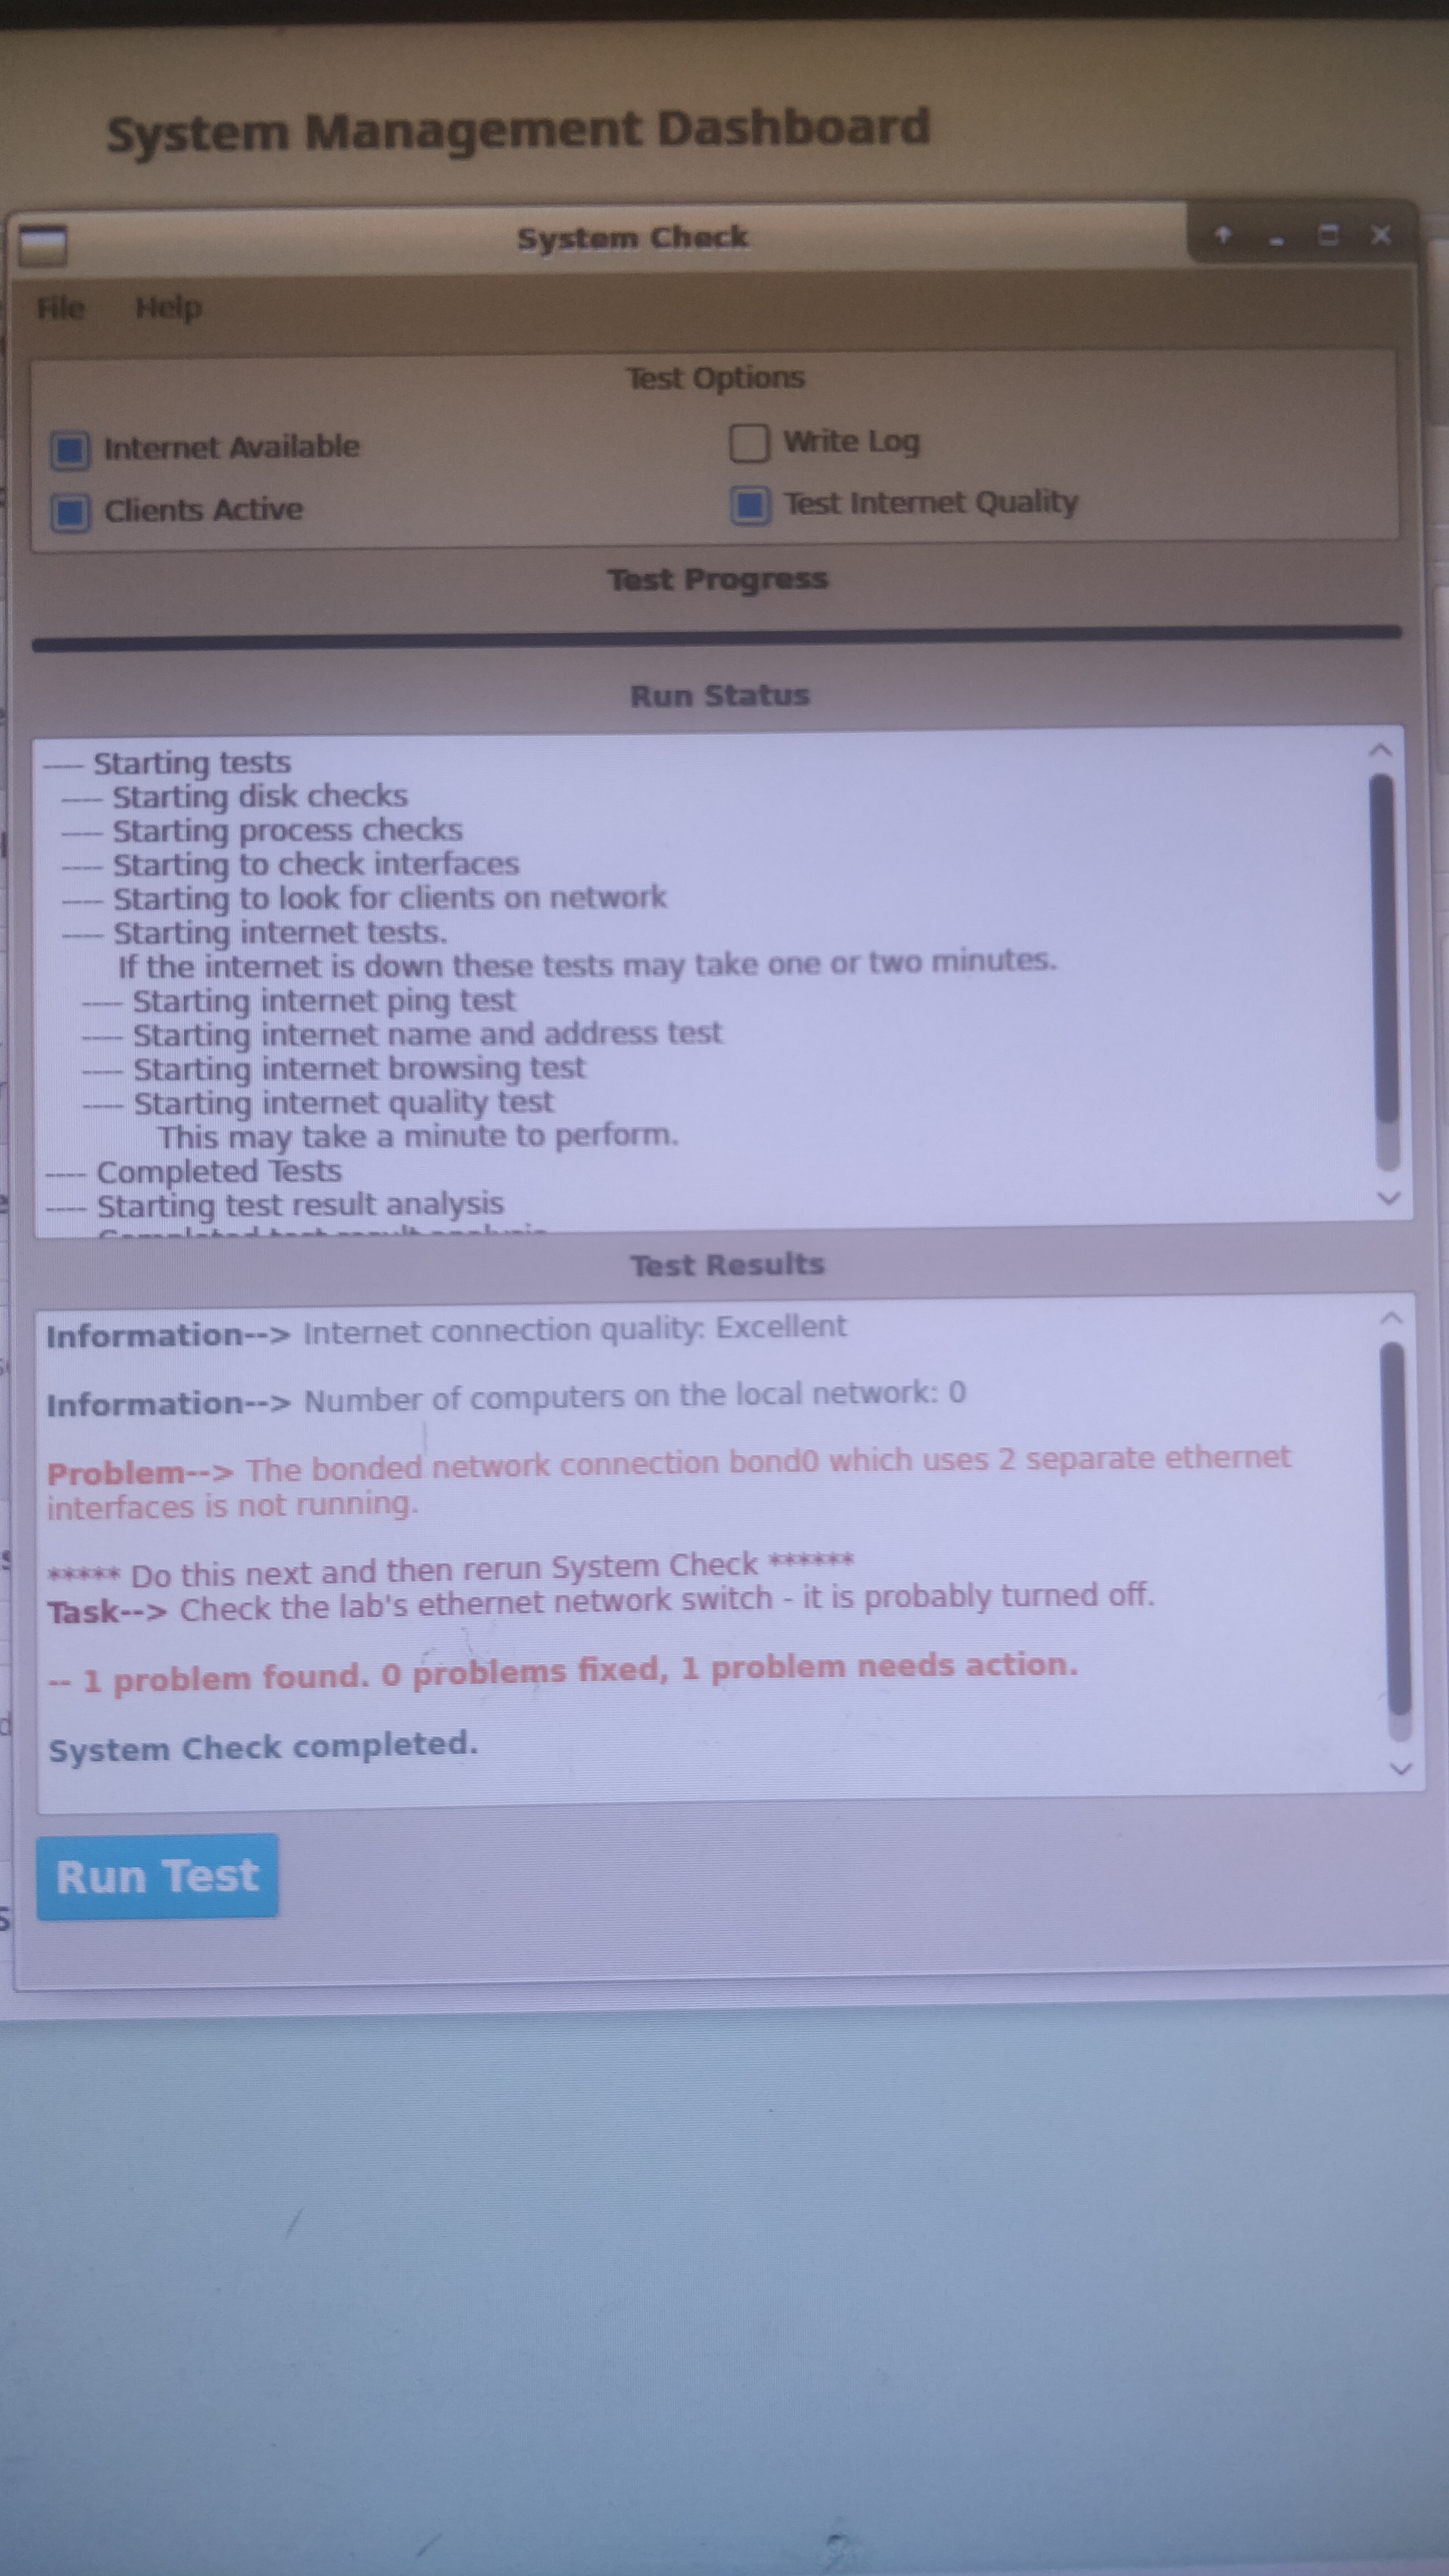 System Management Dashboard
System Check
File Help
Test Options
Internet Available
Write Log
Clients Active
Test Internet Quality
Test Progress
Run Status
---- Starting tests
---- Starting disk checks
---- Starting process checks
---- Starting to check interfaces
---- Starting to look for clients on network
---- Starting internet tests.
If the internet is down these tests may take one or two minutes.
---- Starting internet ping test
---- Starting internet name and address test
---- Starting internet browsing test
---- Starting internet quality test
This may take a minute to perform.
---- Completed Tests
---- Starting test result analysis
Completed test result analysis
Test Results
Information--> Internet connection quality: Excellent
Information--> Number of computers on the local network: 0
Problem--> The bonded network connection bond0 which uses 2 separate ethernet
interfaces is not running.
***** Do this next and then rerun System Check ******
Task--> Check the lab's ethernet network switch - it is probably turned off.
-- 1 problem found. 0 problems fixed, 1 problem needs action.
System Check completed.
Run Test